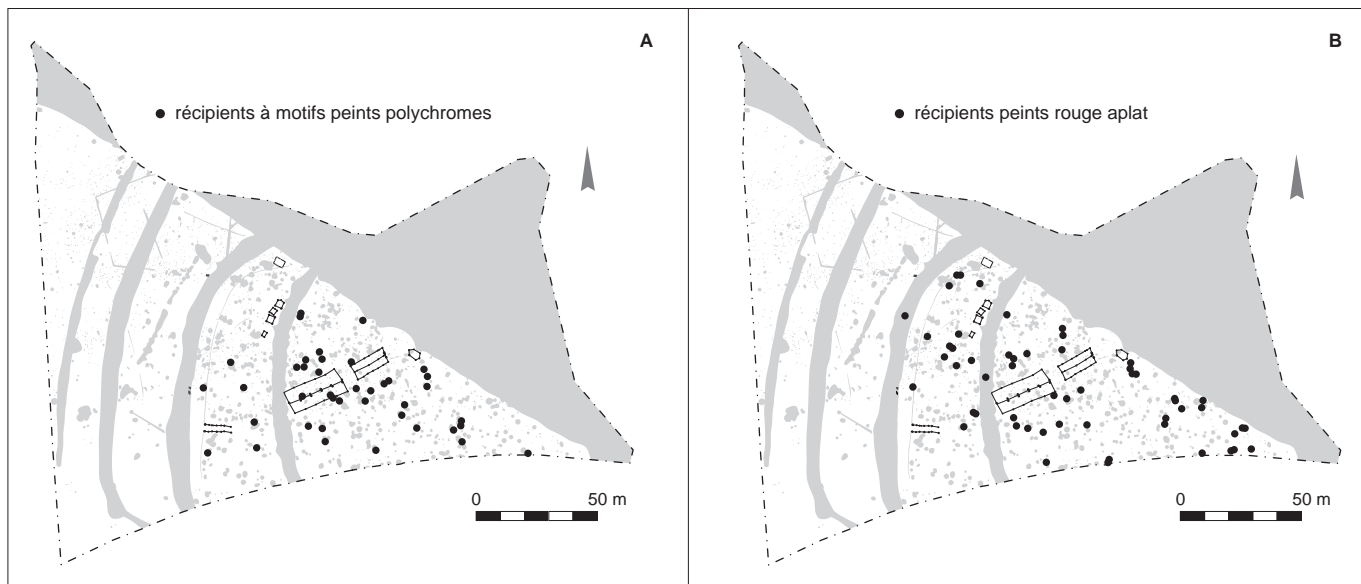 A
récipients à motifs peints polychromes
0 50 m
B
récipients peints rouge aplat
0 50 m